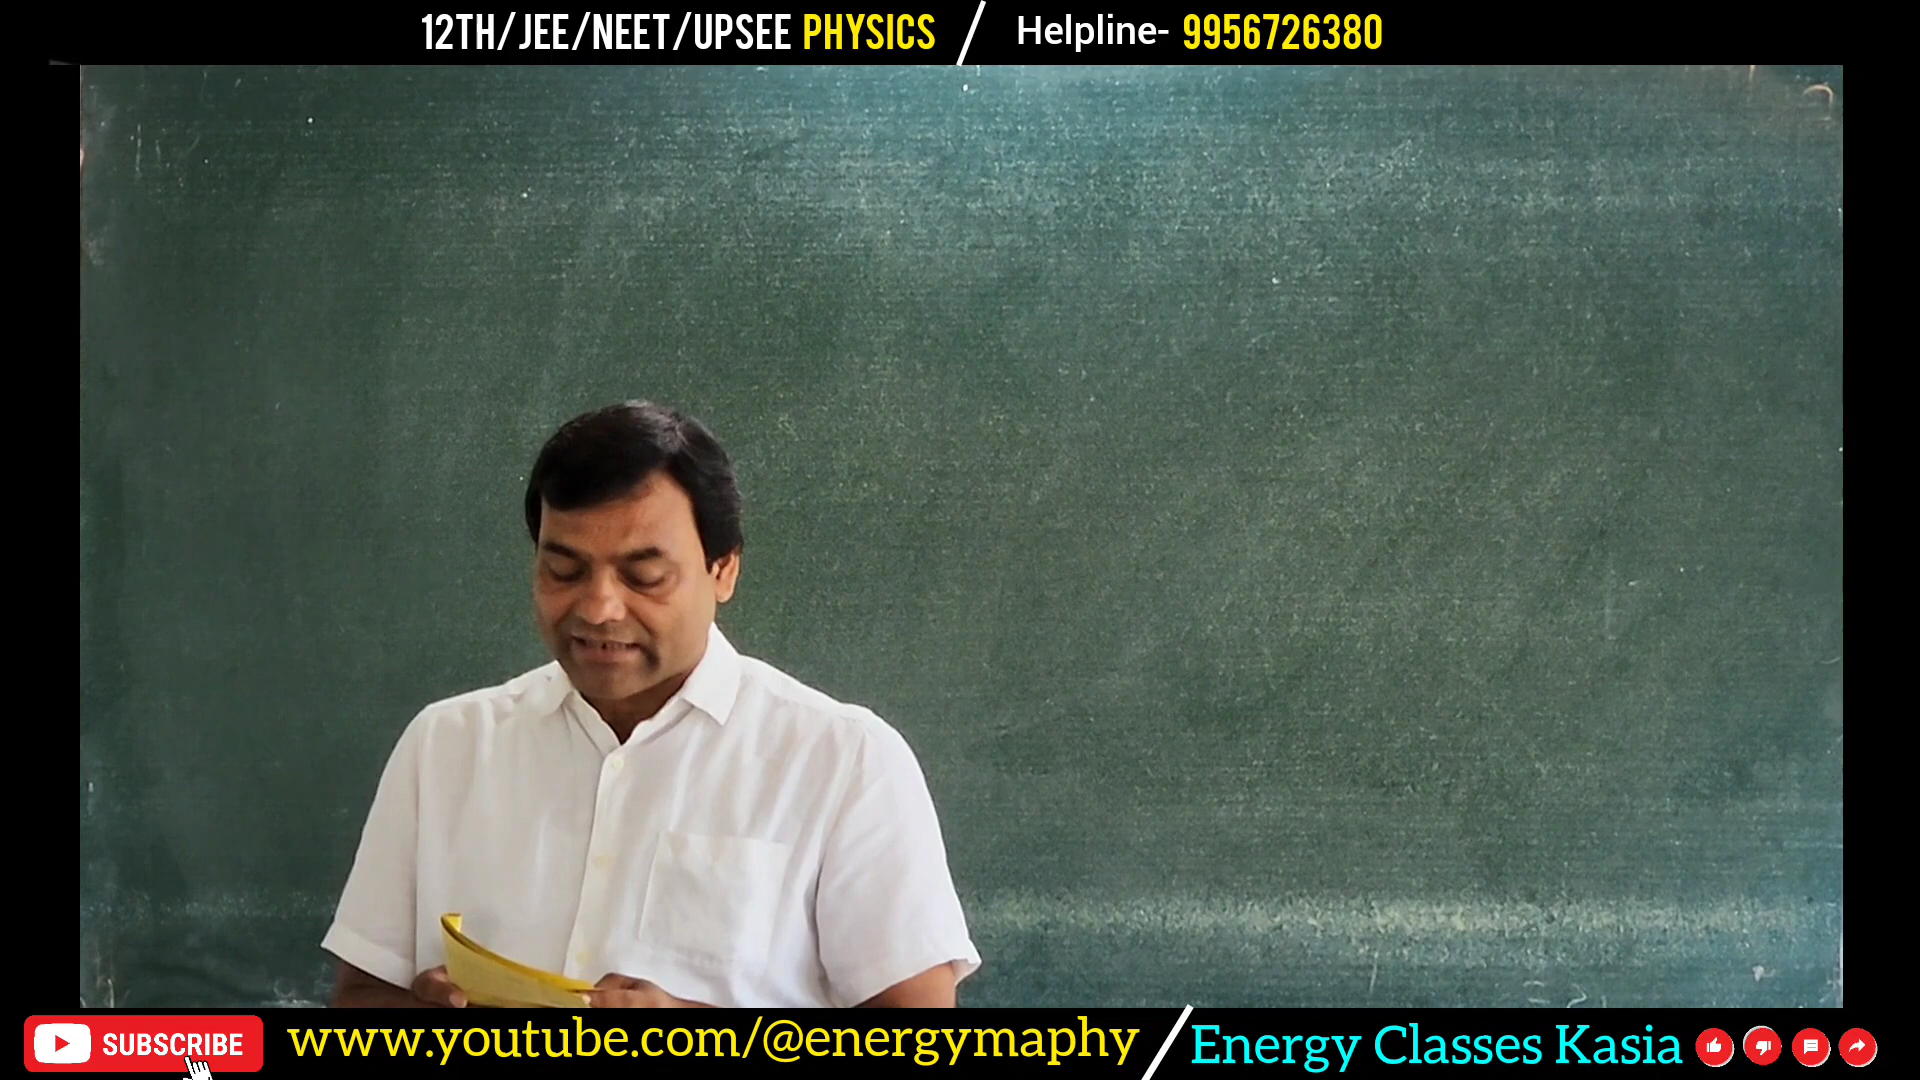 12TH/JEE/NEET/UPSEE PHYSICS / Helpline- 9956726380
SUBSCRIBE www.youtube.com/@energymaphy / Energy Classes Kasia